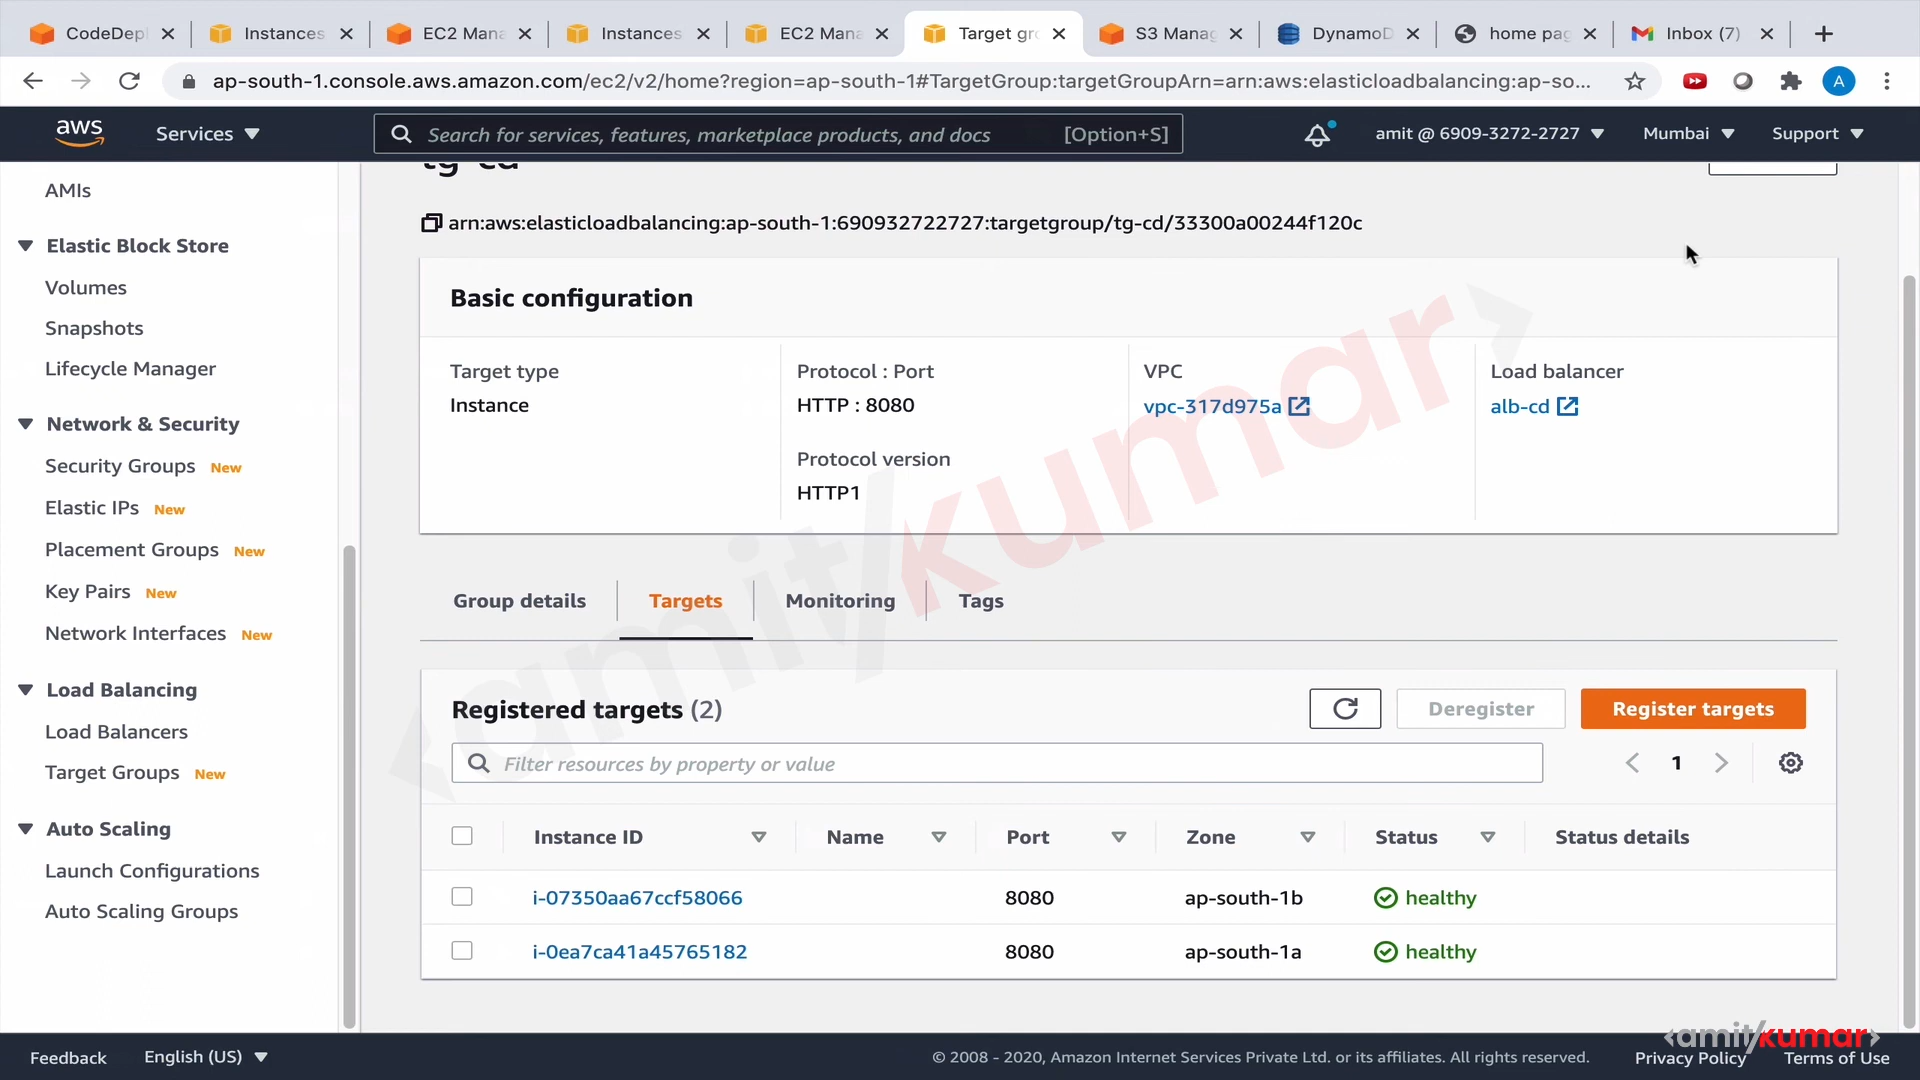 CodeDepl
Instances
EC2 Mana
Instances
EC2 Mana
Target gr
S3 Manag
DynamoD
home pag
Inbox (7)
ap-south-1.console.aws.amazon.com/ec2/v2/home?region=ap-south-1#TargetGroup:targetGroupArn=arn:aws:elasticloadbalancing:ap-so...
A
aws
Services
Search for services, features, marketplace products, and docs
[Option+S]
amit @ 6909-3272-2727
Mumbai
Support
AMIs
Elastic Block Store
Volumes
Snapshots
Lifecycle Manager
Network & Security
Security Groups New
Elastic IPs New
Placement Groups New
Key Pairs New
Network Interfaces New
Load Balancing
Load Balancers
Target Groups New
Auto Scaling
Launch Configurations
Auto Scaling Groups
tg-cd
arn:aws:elasticloadbalancing:ap-south-1:690932722727:targetgroup/tg-cd/33300a00244f120c
Basic configuration
Target type
Instance
Protocol : Port
HTTP : 8080
Protocol version
HTTP1
VPC
vpc-317d975a
Load balancer
alb-cd
<amit/kumar>
Group details
Targets
Monitoring
Tags
Registered targets (2)
Deregister
Register targets
Filter resources by property or value
1
Instance ID Name Port Zone Status Status details
i-07350aa67ccf58066 8080 ap-south-1b healthy
i-0ea7ca41a45765182 8080 ap-south-1a healthy
<amit/kumar>
Feedback
English (US)
© 2008 - 2020, Amazon Internet Services Private Ltd. or its affiliates. All rights reserved.
Privacy Policy
Terms of Use